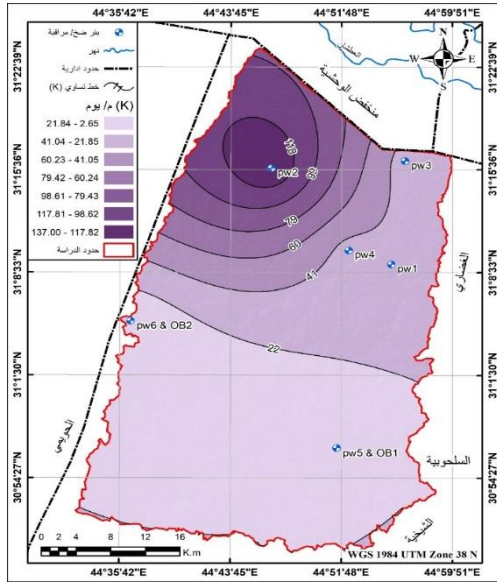 44°35'42"E 44°43'45"E 44°51'48"E 44°59'51"E
بئر ضخ/ مراقبة
نهر
حدود ادارية
خط تساوي (K)
(K) م/ يوم
21.84 - 2.65
41.04 - 21.85
60.23 - 41.05
79.42 - 60.24
98.61 - 79.43
117.81 - 98.62
137.00 - 117.82
حدود الدراسة
N
W E
S
منخفض الوحشية
31°22'39"N 31°22'39"N
31°15'36"N 31°15'36"N
31°8'33"N 31°8'33"N
31°1'30"N 31°1'30"N
30°54'27"N 30°54'27"N
118
pw2
pw3
79
60
41
pw4
pw1
الغضاري
22
pw6 & OB2
pw5 & OB1
السلحوبية
0 2 4 8 12 16
K.m
WGS 1984 UTM Zone 38 N
44°35'42"E 44°43'45"E 44°51'48"E 44°59'51"E